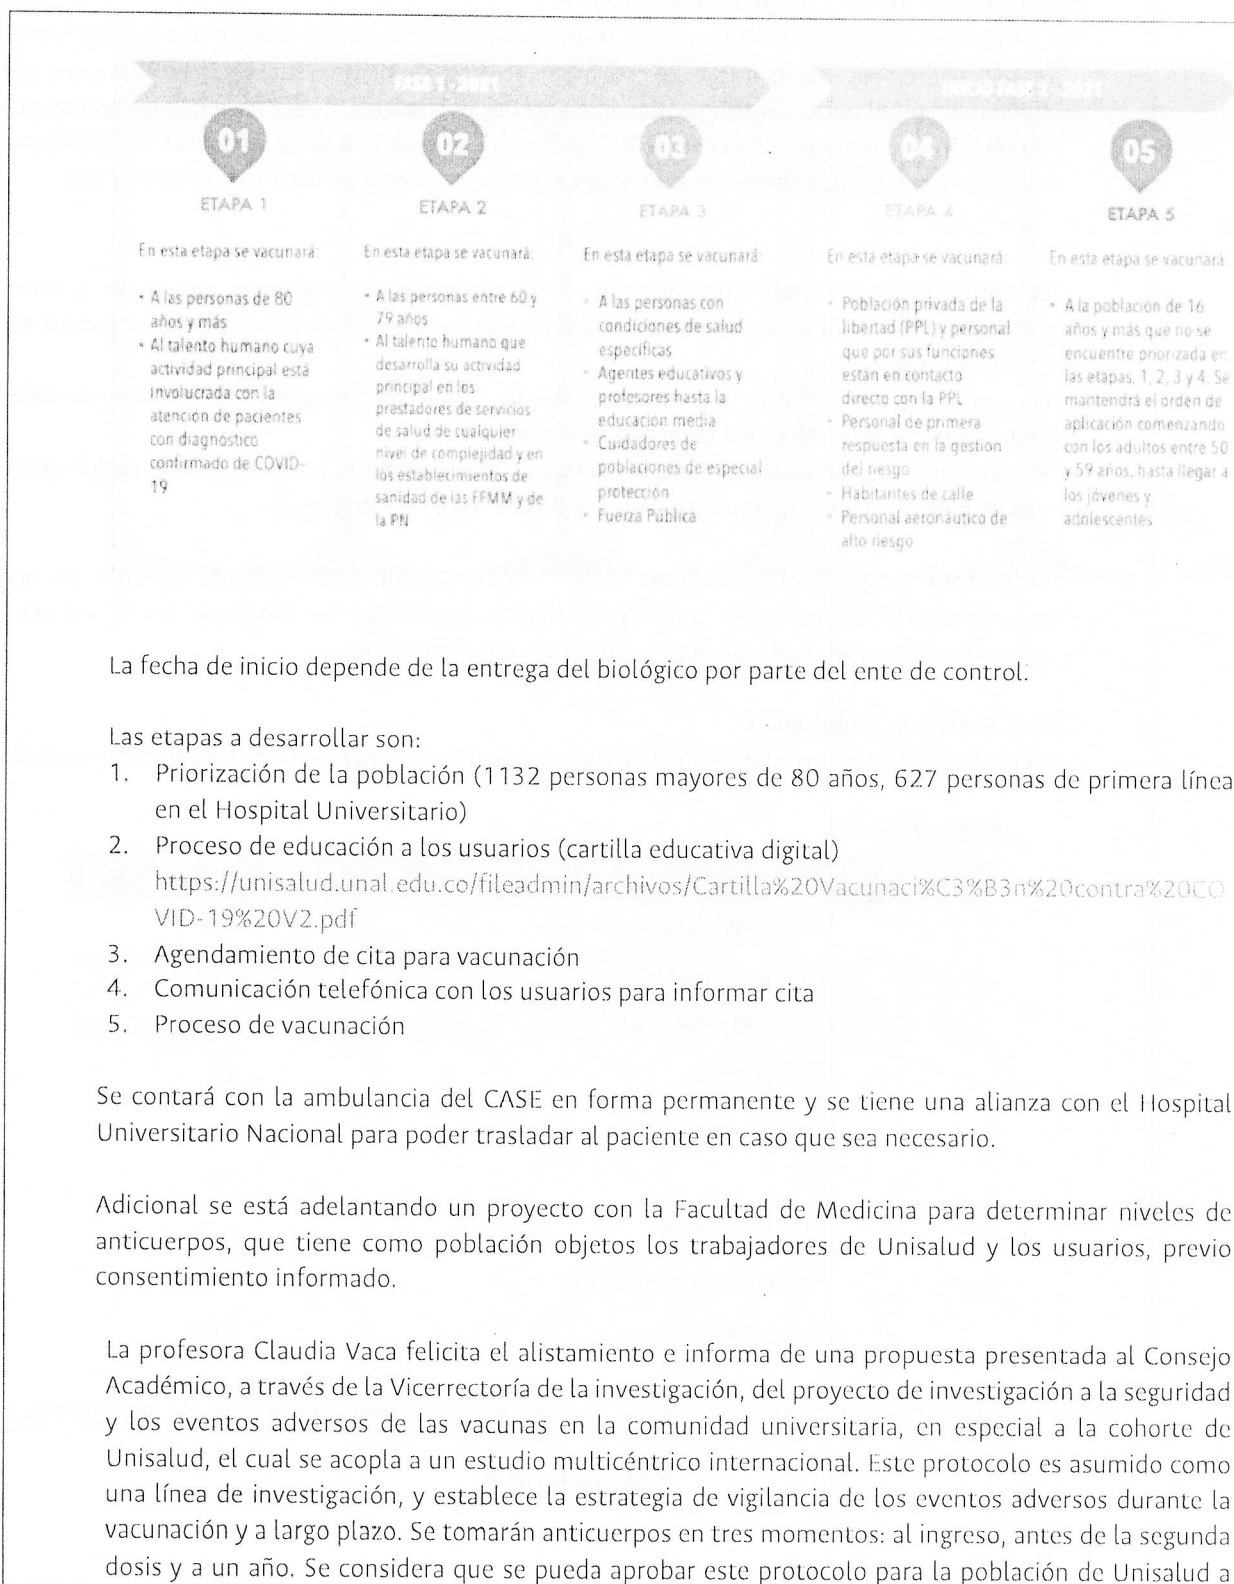 FASE 1 - 2021
INICIO FASE 2 - 2021
01
ETAPA 1
En esta etapa se vacunará:
• A las personas de 80
años y más
• Al talento humano cuya
actividad principal está
involucrada con la
atención de pacientes
con diagnóstico
confirmado de COVID-
19
02
ETAPA 2
En esta etapa se vacunará:
• A las personas entre 60 y
79 años
• Al talento humano que
desarrolla su actividad
principal en los
prestadores de servicios
de salud de cualquier
nivel de complejidad y en
los establecimientos de
sanidad de las FFMM y de
la PN
03
ETAPA 3
En esta etapa se vacunará:
• A las personas con
condiciones de salud
específicas
• Agentes educativos y
profesores hasta la
educación media
• Cuidadores de
poblaciones de especial
protección
• Fuerza Pública
04
ETAPA 4
En esta etapa se vacunará:
• Población privada de la
libertad (PPL) y personal
que por sus funciones
están en contacto
directo con la PPL
• Personal de primera
respuesta en la gestión
del riesgo
• Habitantes de calle
• Personal aeronáutico de
alto riesgo
05
ETAPA 5
En esta etapa se vacunará:
• A la población de 16
años y más que no se
encuentre priorizada en
las etapas, 1, 2, 3 y 4. Se
mantendrá el orden de
aplicación comenzando
con los adultos entre 50
y 59 años, hasta llegar a
los jóvenes y
adolescentes
La fecha de inicio depende de la entrega del biológico por parte del ente de control.
Las etapas a desarrollar son:
1. Priorización de la población (1132 personas mayores de 80 años, 627 personas de primera línea
en el Hospital Universitario)
2. Proceso de educación a los usuarios (cartilla educativa digital)
https://unisalud.unal.edu.co/fileadmin/archivos/Cartilla%20Vacunaci%C3%B3n%20contra%20CO
VID-19%20V2.pdf
3. Agendamiento de cita para vacunación
4. Comunicación telefónica con los usuarios para informar cita
5. Proceso de vacunación
Se contará con la ambulancia del CASE en forma permanente y se tiene una alianza con el Hospital
Universitario Nacional para poder trasladar al paciente en caso que sea necesario.
Adicional se está adelantando un proyecto con la Facultad de Medicina para determinar niveles de
anticuerpos, que tiene como población objetos los trabajadores de Unisalud y los usuarios, previo
consentimiento informado.
La profesora Claudia Vaca felicita el alistamiento e informa de una propuesta presentada al Consejo
Académico, a través de la Vicerrectoría de la investigación, del proyecto de investigación a la seguridad
y los eventos adversos de las vacunas en la comunidad universitaria, en especial a la cohorte de
Unisalud, el cual se acopla a un estudio multicéntrico internacional. Este protocolo es asumido como
una línea de investigación, y establece la estrategia de vigilancia de los eventos adversos durante la
vacunación y a largo plazo. Se tomarán anticuerpos en tres momentos: al ingreso, antes de la segunda
dosis y a un año. Se considera que se pueda aprobar este protocolo para la población de Unisalud a